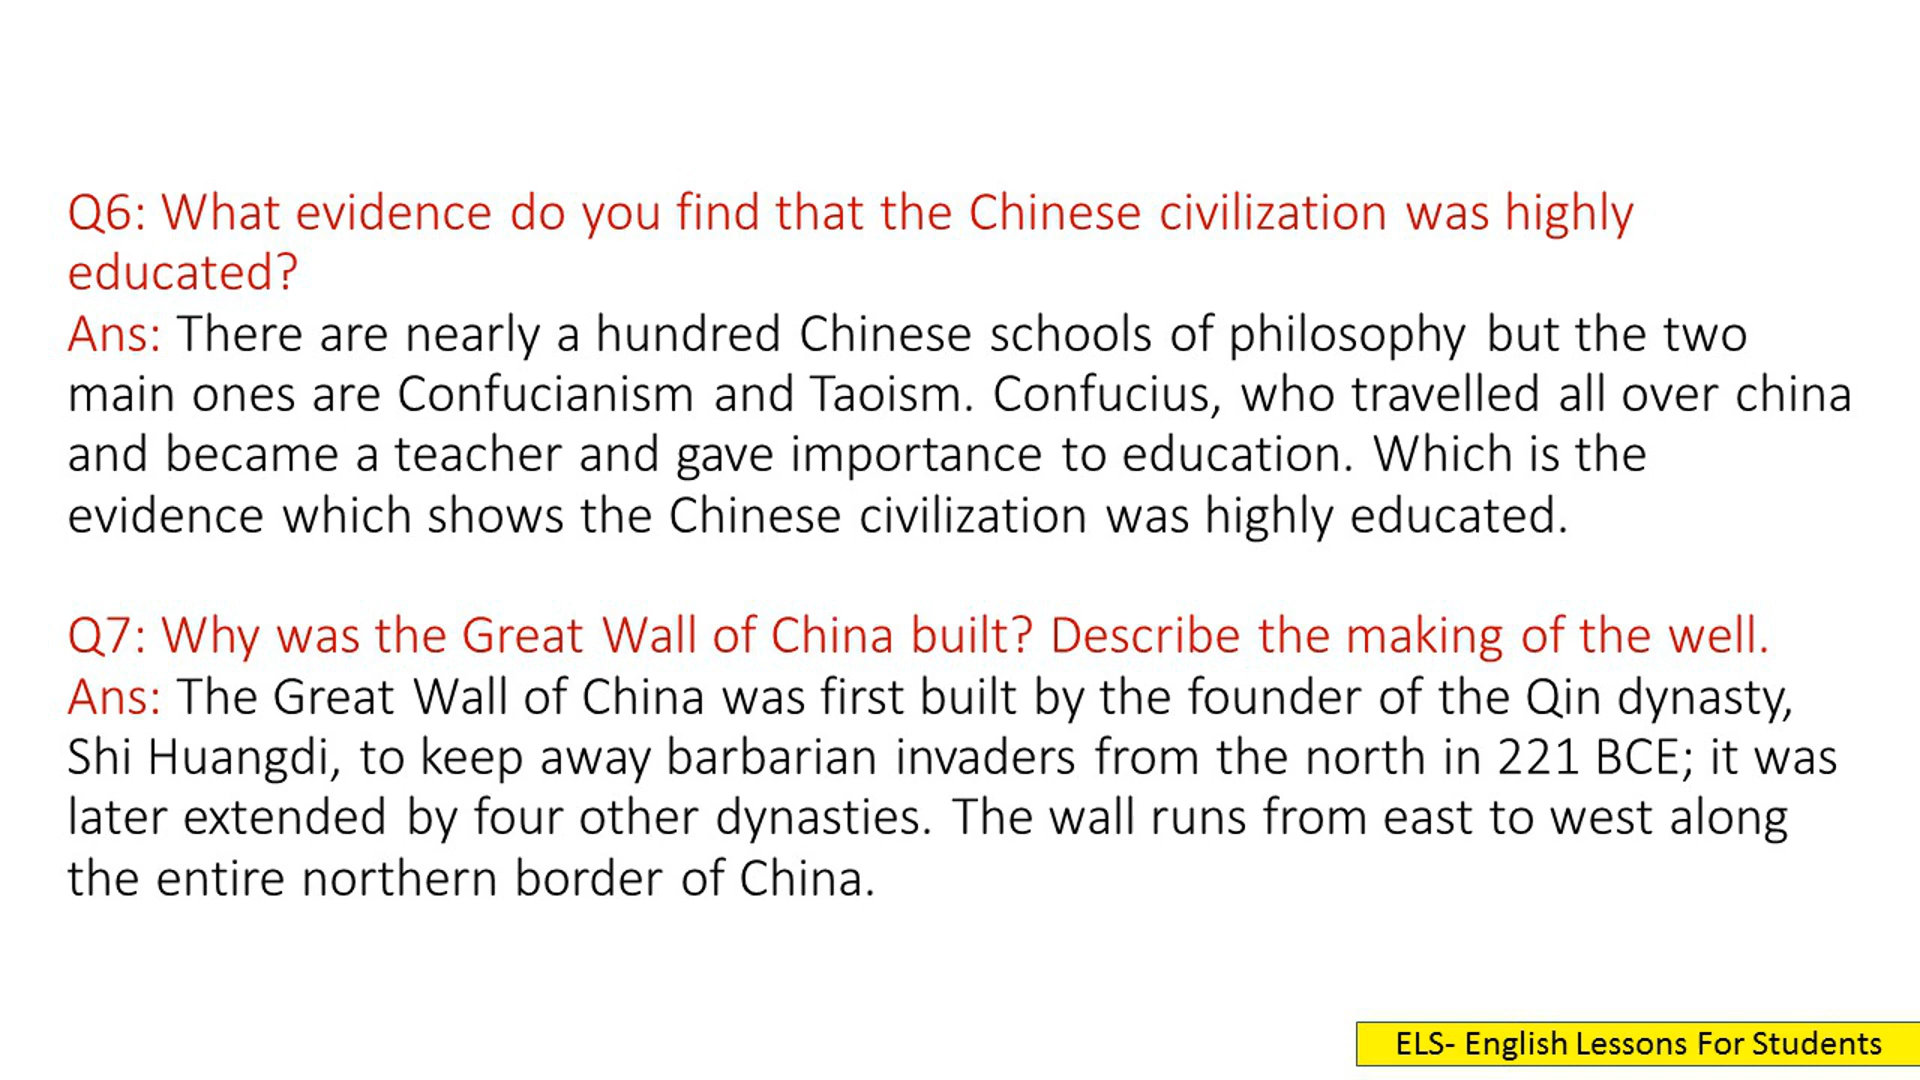 Q6: What evidence do you find that the Chinese civilization was highly
educated?
Ans: There are nearly a hundred Chinese schools of philosophy but the two
main ones are Confucianism and Taoism. Confucius, who travelled all over china
and became a teacher and gave importance to education. Which is the
evidence which shows the Chinese civilization was highly educated.
Q7: Why was the Great Wall of China built? Describe the making of the well.
Ans: The Great Wall of China was first built by the founder of the Qin dynasty,
Shi Huangdi, to keep away barbarian invaders from the north in 221 BCE; it was
later extended by four other dynasties. The wall runs from east to west along
the entire northern border of China.
ELS- English Lessons For Students